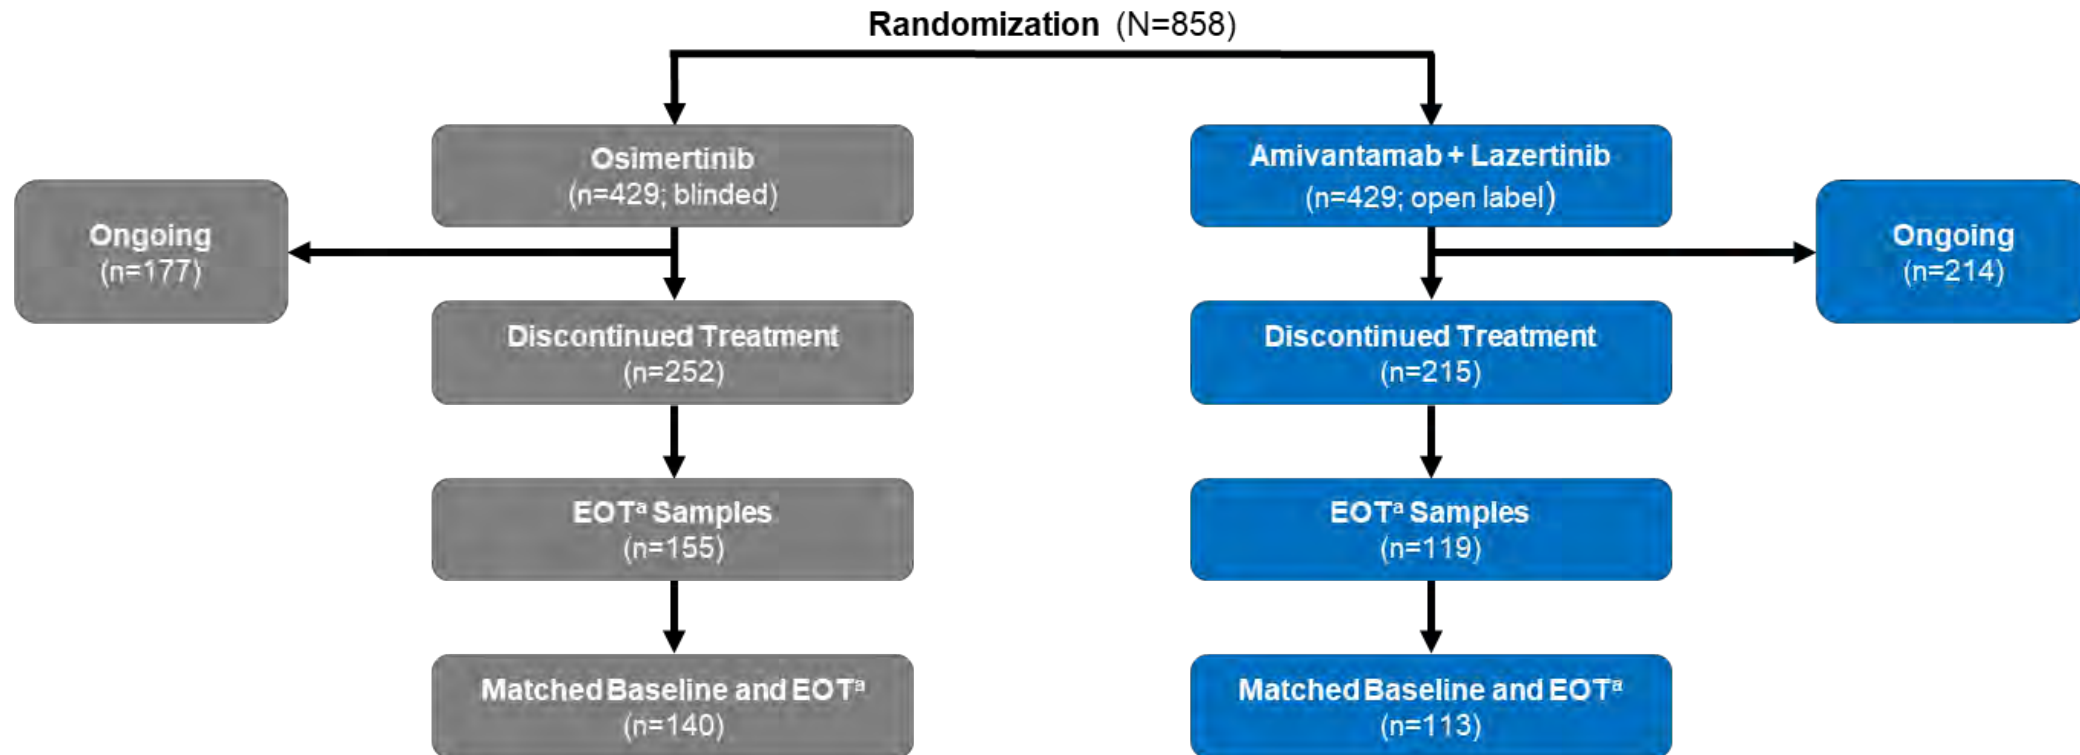 Randomization (N=858)
Osimertinib
(n=429; blinded)
Amivantamab + Lazertinib
(n=429; open label)
Ongoing
(n=177)
Ongoing
(n=214)
Discontinued Treatment
(n=252)
Discontinued Treatment
(n=215)
EOTᵃ Samples
(n=155)
EOTᵃ Samples
(n=119)
Matched Baseline and EOTᵃ
(n=140)
Matched Baseline and EOTᵃ
(n=113)